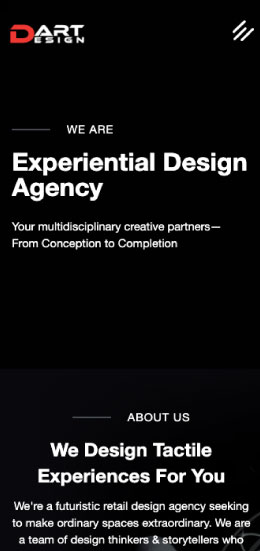 DART
DESIGN
WE ARE
Experiential Design
Agency
Your multidisciplinary creative partners—
From Conception to Completion
ABOUT US
We Design Tactile
Experiences For You
We're a futuristic retail design agency seeking
to make ordinary spaces extraordinary. We are
a team of design thinkers & storytellers who